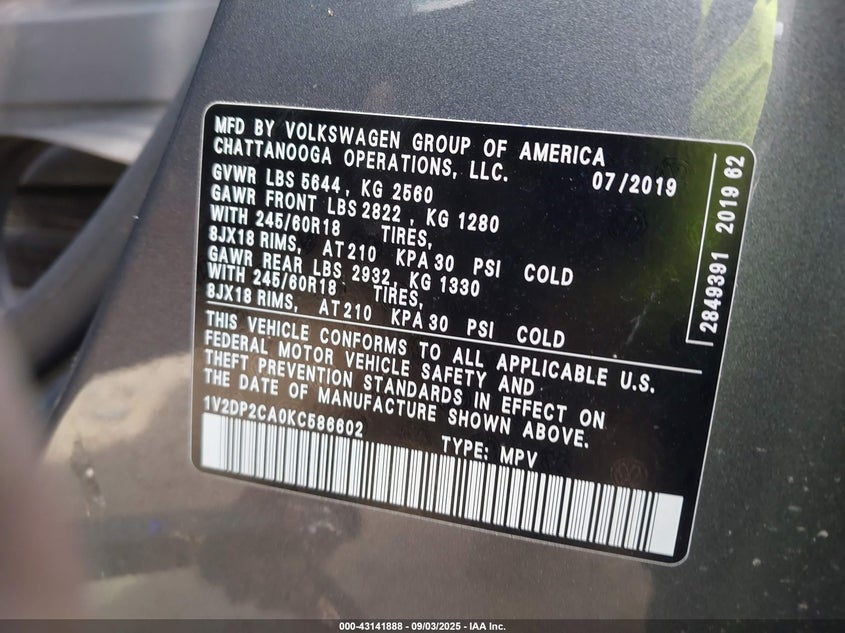 MFD BY VOLKSWAGEN GROUP OF AMERICA
CHATTANOOGA OPERATIONS, LLC.
07/2019
GVWR LBS 5644, KG 2560
GAWR FRONT LBS 2822, KG 1280
WITH 245/60R18 TIRES,
8JX18 RIMS, AT 210 KPA 30 PSI COLD
GAWR REAR LBS 2932, KG 1330
WITH 245/60R18 TIRES,
8JX18 RIMS, AT 210 KPA 30 PSI COLD
THIS VEHICLE CONFORMS TO ALL APPLICABLE U.S.
FEDERAL MOTOR VEHICLE SAFETY AND
THEFT PREVENTION STANDARDS IN EFFECT ON
THE DATE OF MANUFACTURE SHOWN ABOVE.
1V2DP2CA0KC586602
TYPE: MPV
2849391 2019 62
000-43141888 - 09/03/2025 - IAA Inc.